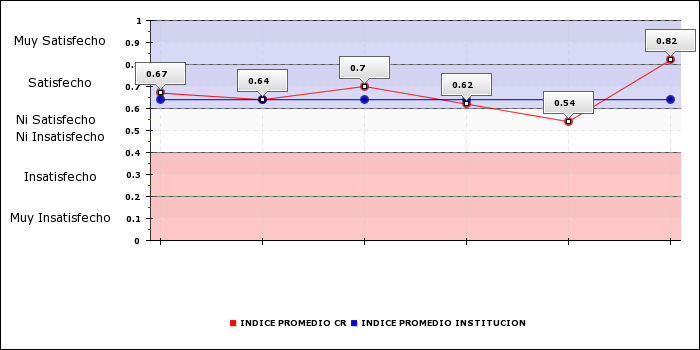 1
Muy Satisfecho
0.9
0.82
0.8
0.67
0.7
0.64
0.62
0.54
Satisfecho
0.7
0.6
Ni Satisfecho
Ni Insatisfecho
0.5
0.4
Insatisfecho
0.3
0.2
Muy Insatisfecho
0.1
0
INDICE PROMEDIO CR
INDICE PROMEDIO INSTITUCION